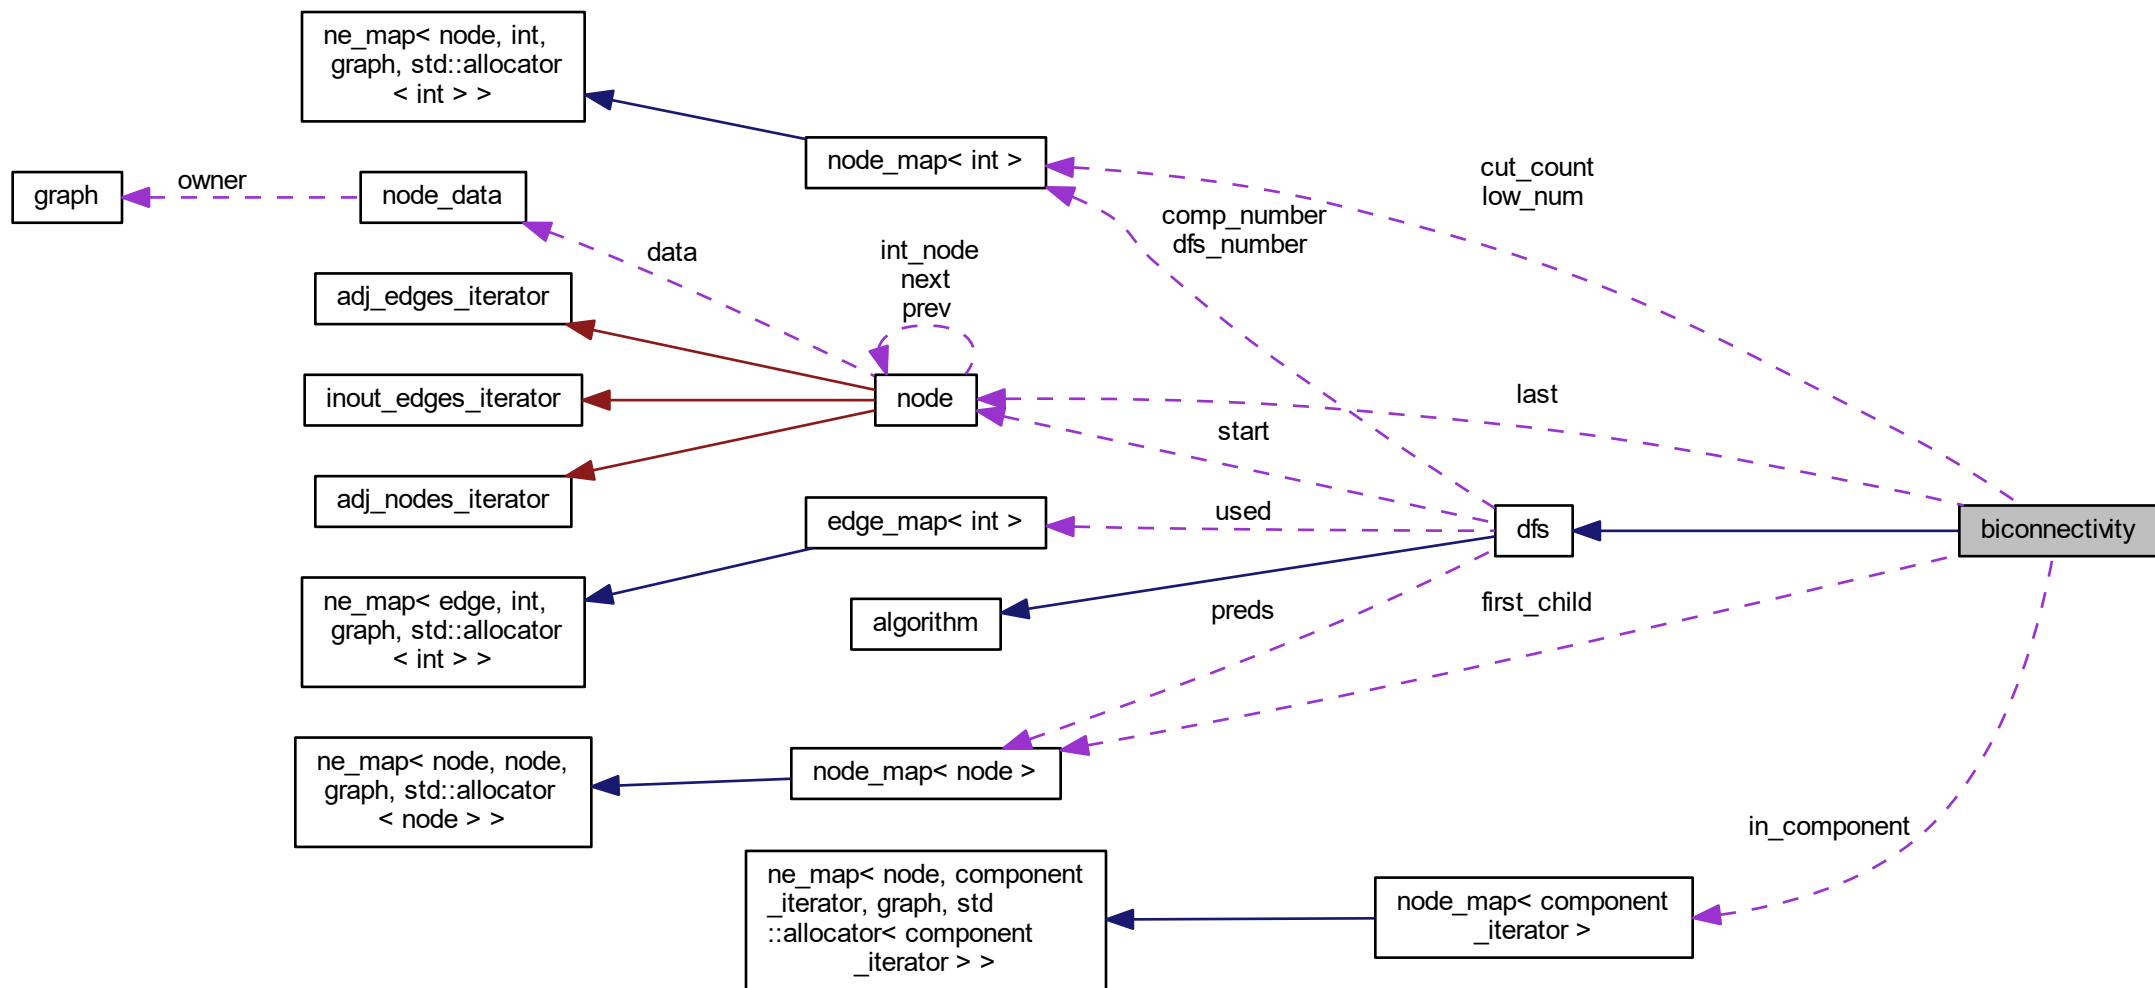 ne_map< node, int,
graph, std::allocator
< int > >
node_map< int >
cut_count
low_num
graph
owner
node_data
comp_number
dfs_number
data
int_node
next
prev
adj_edges_iterator
inout_edges_iterator
node
last
start
adj_nodes_iterator
edge_map< int >
used
dfs
biconnectivity
ne_map< edge, int,
graph, std::allocator
< int > >
algorithm
preds
first_child
ne_map< node, node,
graph, std::allocator
< node > >
node_map< node >
in_component
ne_map< node, component
_iterator, graph, std
::allocator< component
_iterator > >
node_map< component
_iterator >